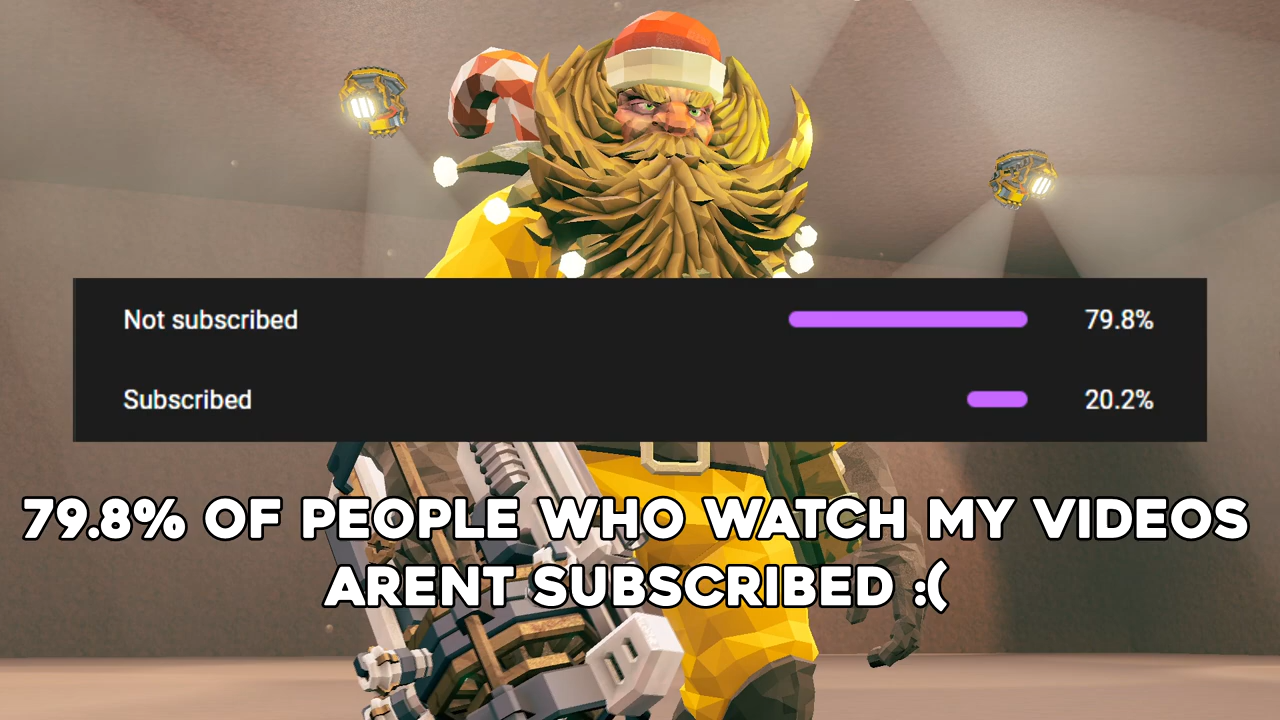 Not subscribed 79.8%
Subscribed 20.2%
79.8% OF PEOPLE WHO WATCH MY VIDEOS
ARENT SUBSCRIBED :(